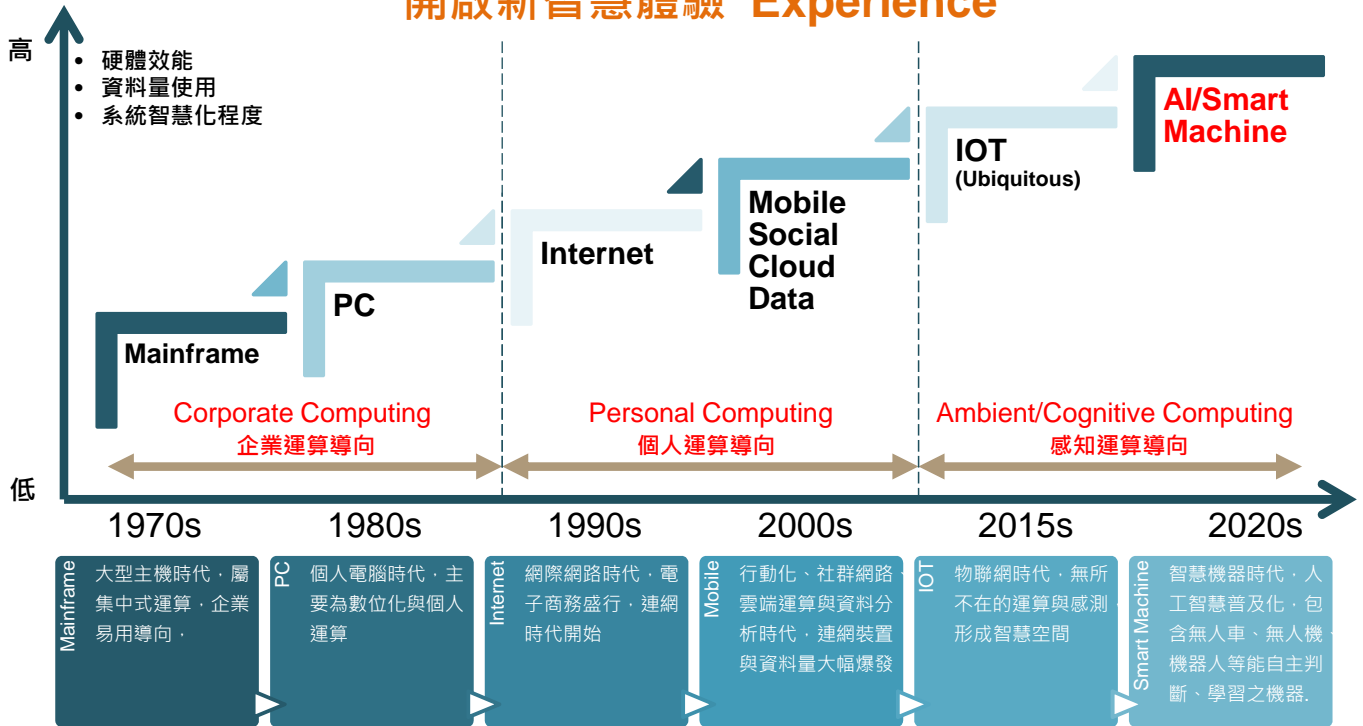 開啟新智慧體驗 Experience
高
• 硬體效能
• 資料量使用
• 系統智慧化程度
AI/Smart
Machine
IOT
(Ubiquitous)
Mobile
Social
Cloud
Data
Internet
PC
Mainframe
Corporate Computing
企業運算導向
Personal Computing
個人運算導向
Ambient/Cognitive Computing
感知運算導向
低
1970s
1980s
1990s
2000s
2015s
2020s
Mainframe
大型主機時代，屬
集中式運算，企業
易用導向，
PC
個人電腦時代，主
要為數位化與個人
運算
Internet
網際網路時代，電
子商務盛行，連網
時代開始
Mobile
行動化、社群網路、
雲端運算與資料分
析時代，連網裝置
與資料量大幅爆發
IOT
物聯網時代，無所
不在的運算與感測，
形成智慧空間
Smart Machine
智慧機器時代，人
工智慧普及化，包
含無人車、無人機、
機器人等能自主判
斷、學習之機器.